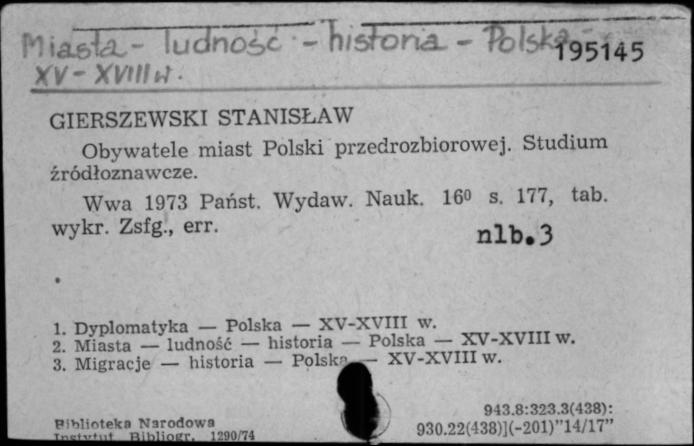 Miasta - ludność - historia - Polska -
195145
XV - XVIII w.
GIERSZEWSKI STANISŁAW
Obywatele miast Polski przedrozbiorowej. Studium
źródłoznawcze.
Wwa 1973 Państ. Wydaw. Nauk. 16⁰ s. 177, tab.
wykr. Zsfg., err.
nlb.3
1. Dyplomatyka — Polska — XV-XVIII w.
2. Miasta — ludność — historia — Polska — XV-XVIII w.
3. Migracje — historia — Polska — XV-XVIII w.
943.8:323.3(438):
Biblioteka Narodowa
930.22(438)](-201)"14/17"
Instytut Bibliogr. 1290/74